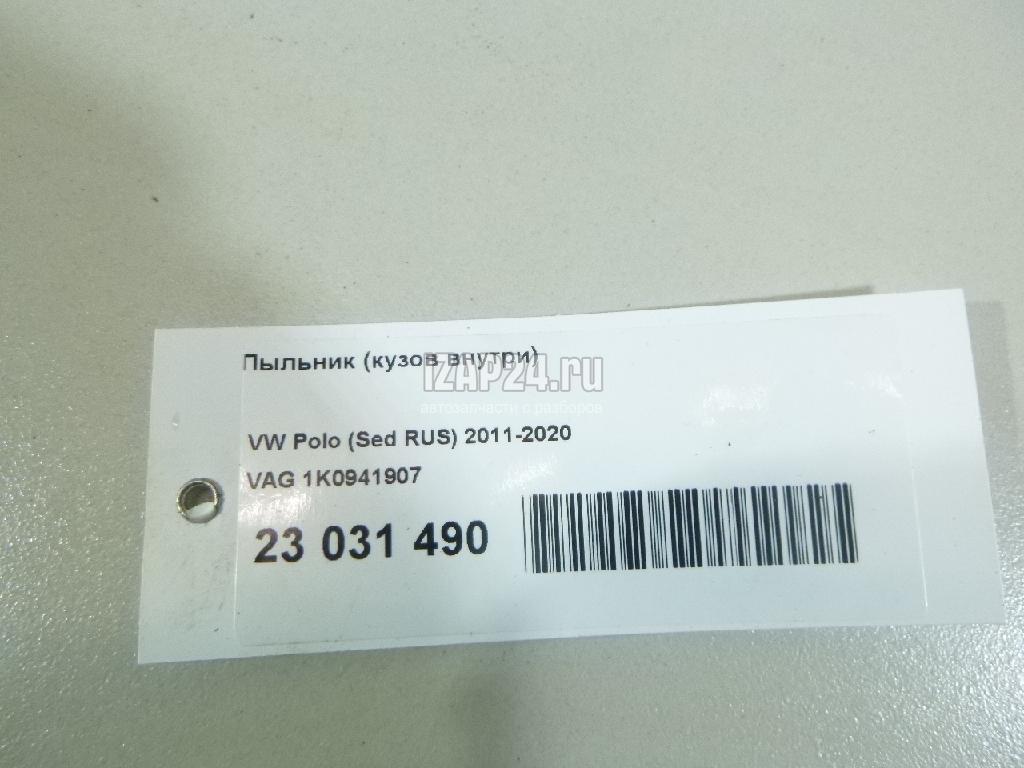 Пыльник (кузов внутри)
IZAP24.ru
автозапчасти с разборов
VW Polo (Sed RUS) 2011-2020
VAG 1K0941907
23 031 490